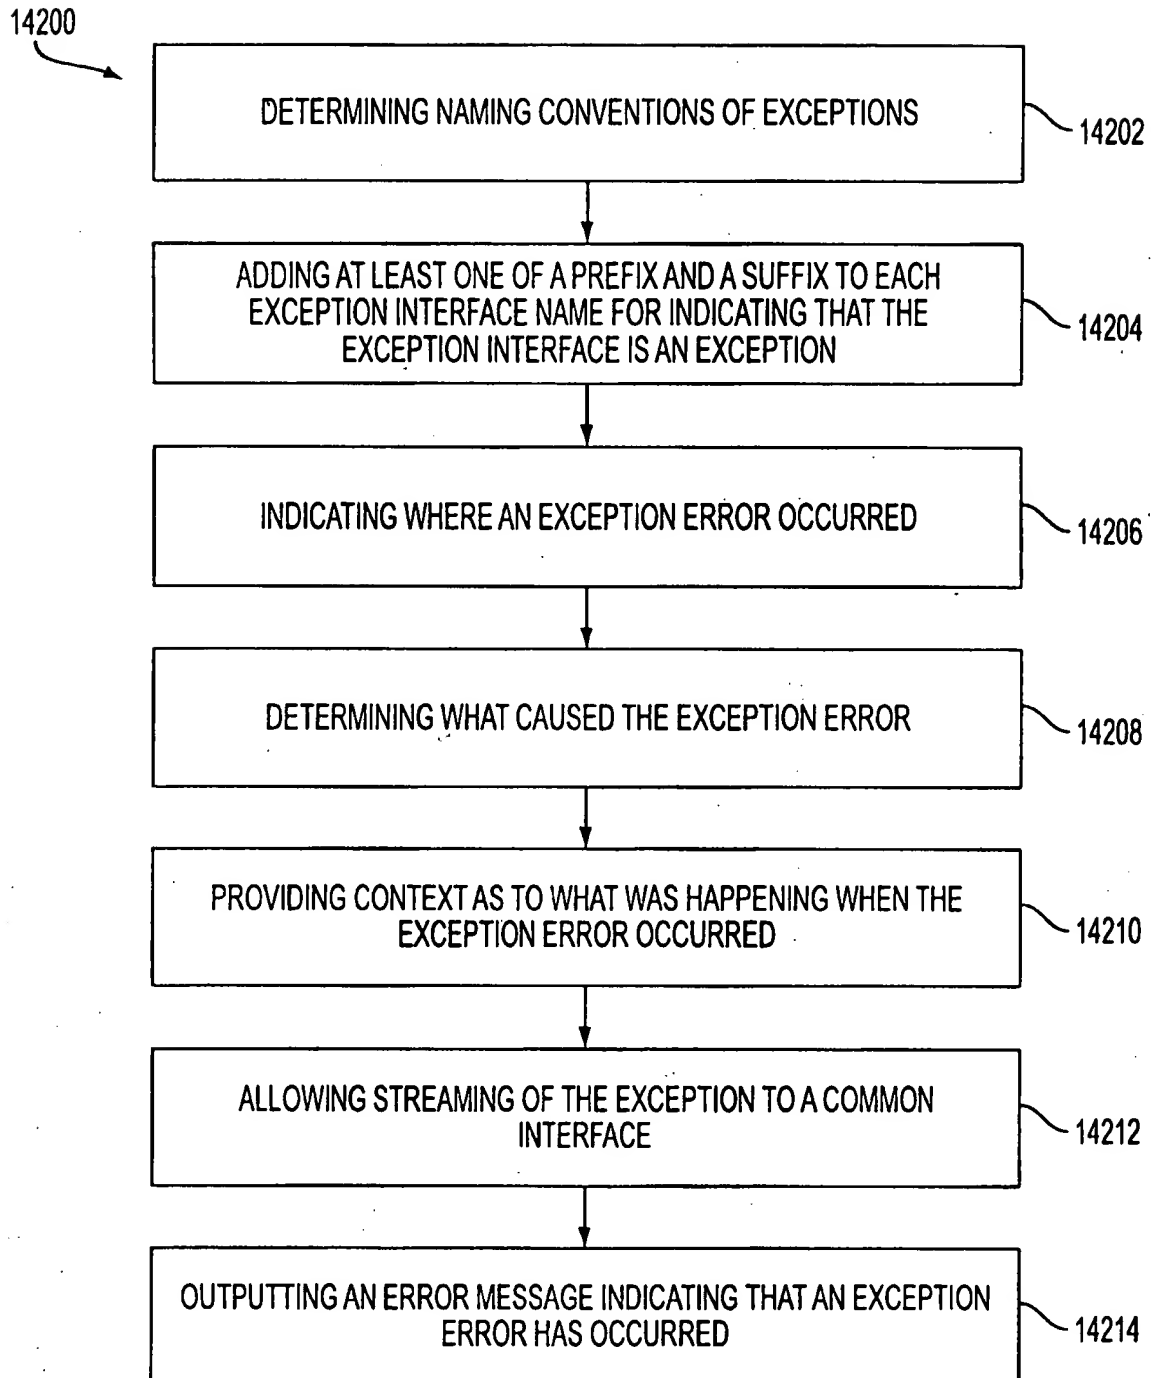 14200
DETERMINING NAMING CONVENTIONS OF EXCEPTIONS
14202
ADDING AT LEAST ONE OF A PREFIX AND A SUFFIX TO EACH
EXCEPTION INTERFACE NAME FOR INDICATING THAT THE
EXCEPTION INTERFACE IS AN EXCEPTION
14204
INDICATING WHERE AN EXCEPTION ERROR OCCURRED
14206
DETERMINING WHAT CAUSED THE EXCEPTION ERROR
14208
PROVIDING CONTEXT AS TO WHAT WAS HAPPENING WHEN THE
EXCEPTION ERROR OCCURRED
14210
ALLOWING STREAMING OF THE EXCEPTION TO A COMMON
INTERFACE
14212
OUTPUTTING AN ERROR MESSAGE INDICATING THAT AN EXCEPTION
ERROR HAS OCCURRED
14214